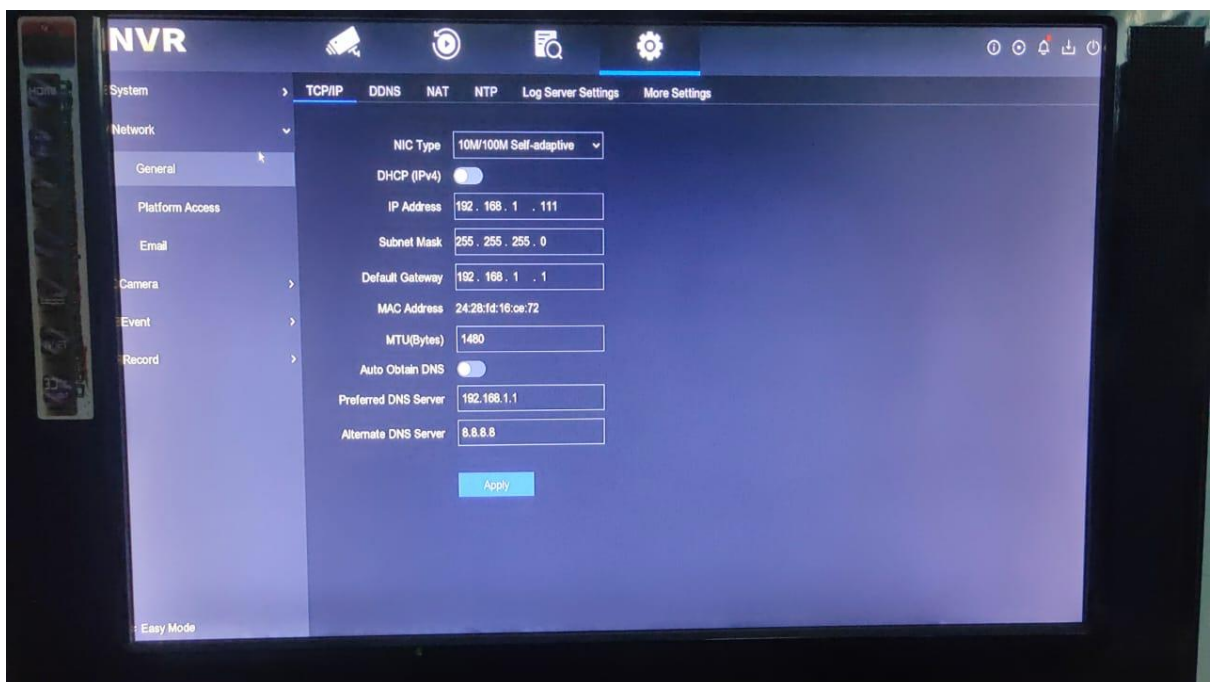 NVR
System
TCP/IP DDNS NAT NTP Log Server Settings More Settings
Network
General
Platform Access
Email
Camera
Event
Record
Easy Mode
NIC Type 10M/100M Self-adaptive
DHCP (IPv4)
IP Address 192 . 168 . 1 . 111
Subnet Mask 255 . 255 . 255 . 0
Default Gateway 192 . 168 . 1 . 1
MAC Address 24:28:fd:16:ce:72
MTU(Bytes) 1480
Auto Obtain DNS
Preferred DNS Server 192.168.1.1
Alternate DNS Server 8.8.8.8
Apply
HDMI